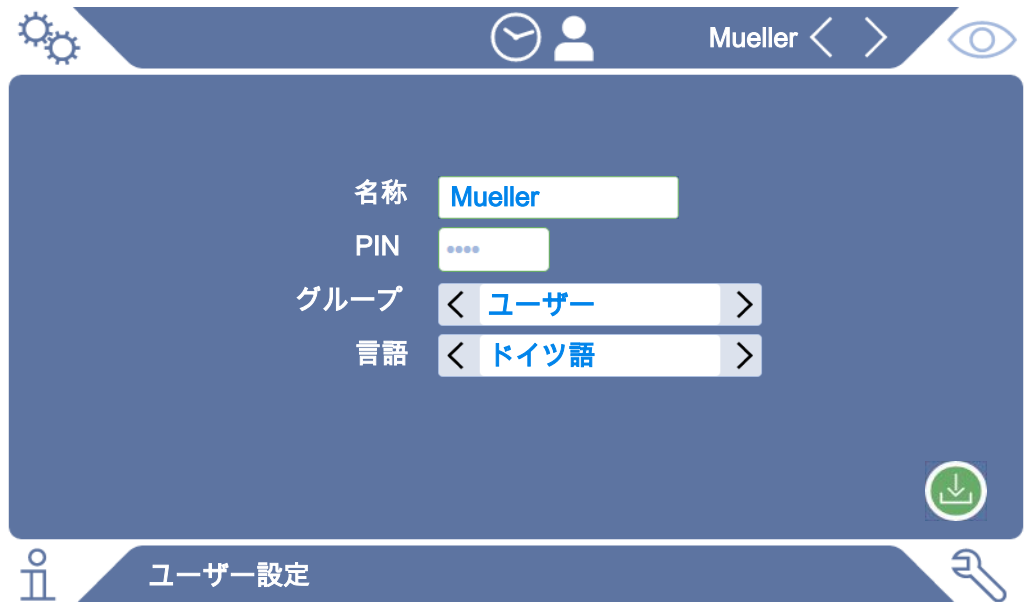 Mueller
名称 Mueller
PIN ••••
グループ ユーザー
言語 ドイツ語
ユーザー設定